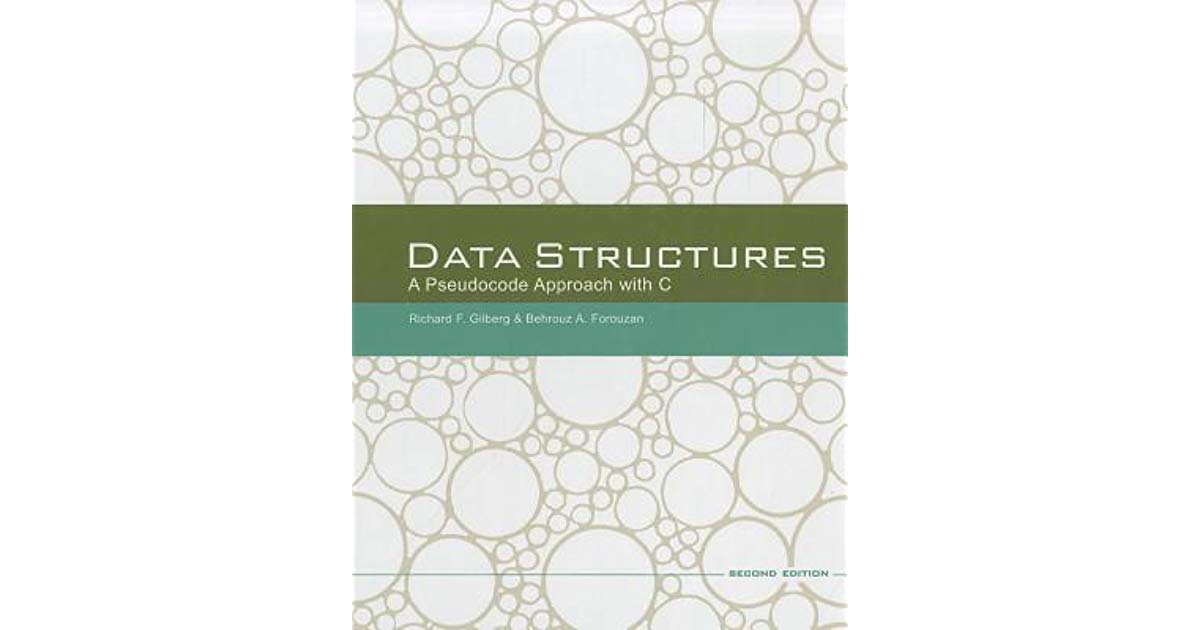 DATA STRUCTURES
A Pseudocode Approach with C
Richard F. Gilberg & Behrouz A. Forouzan
SECOND EDITION